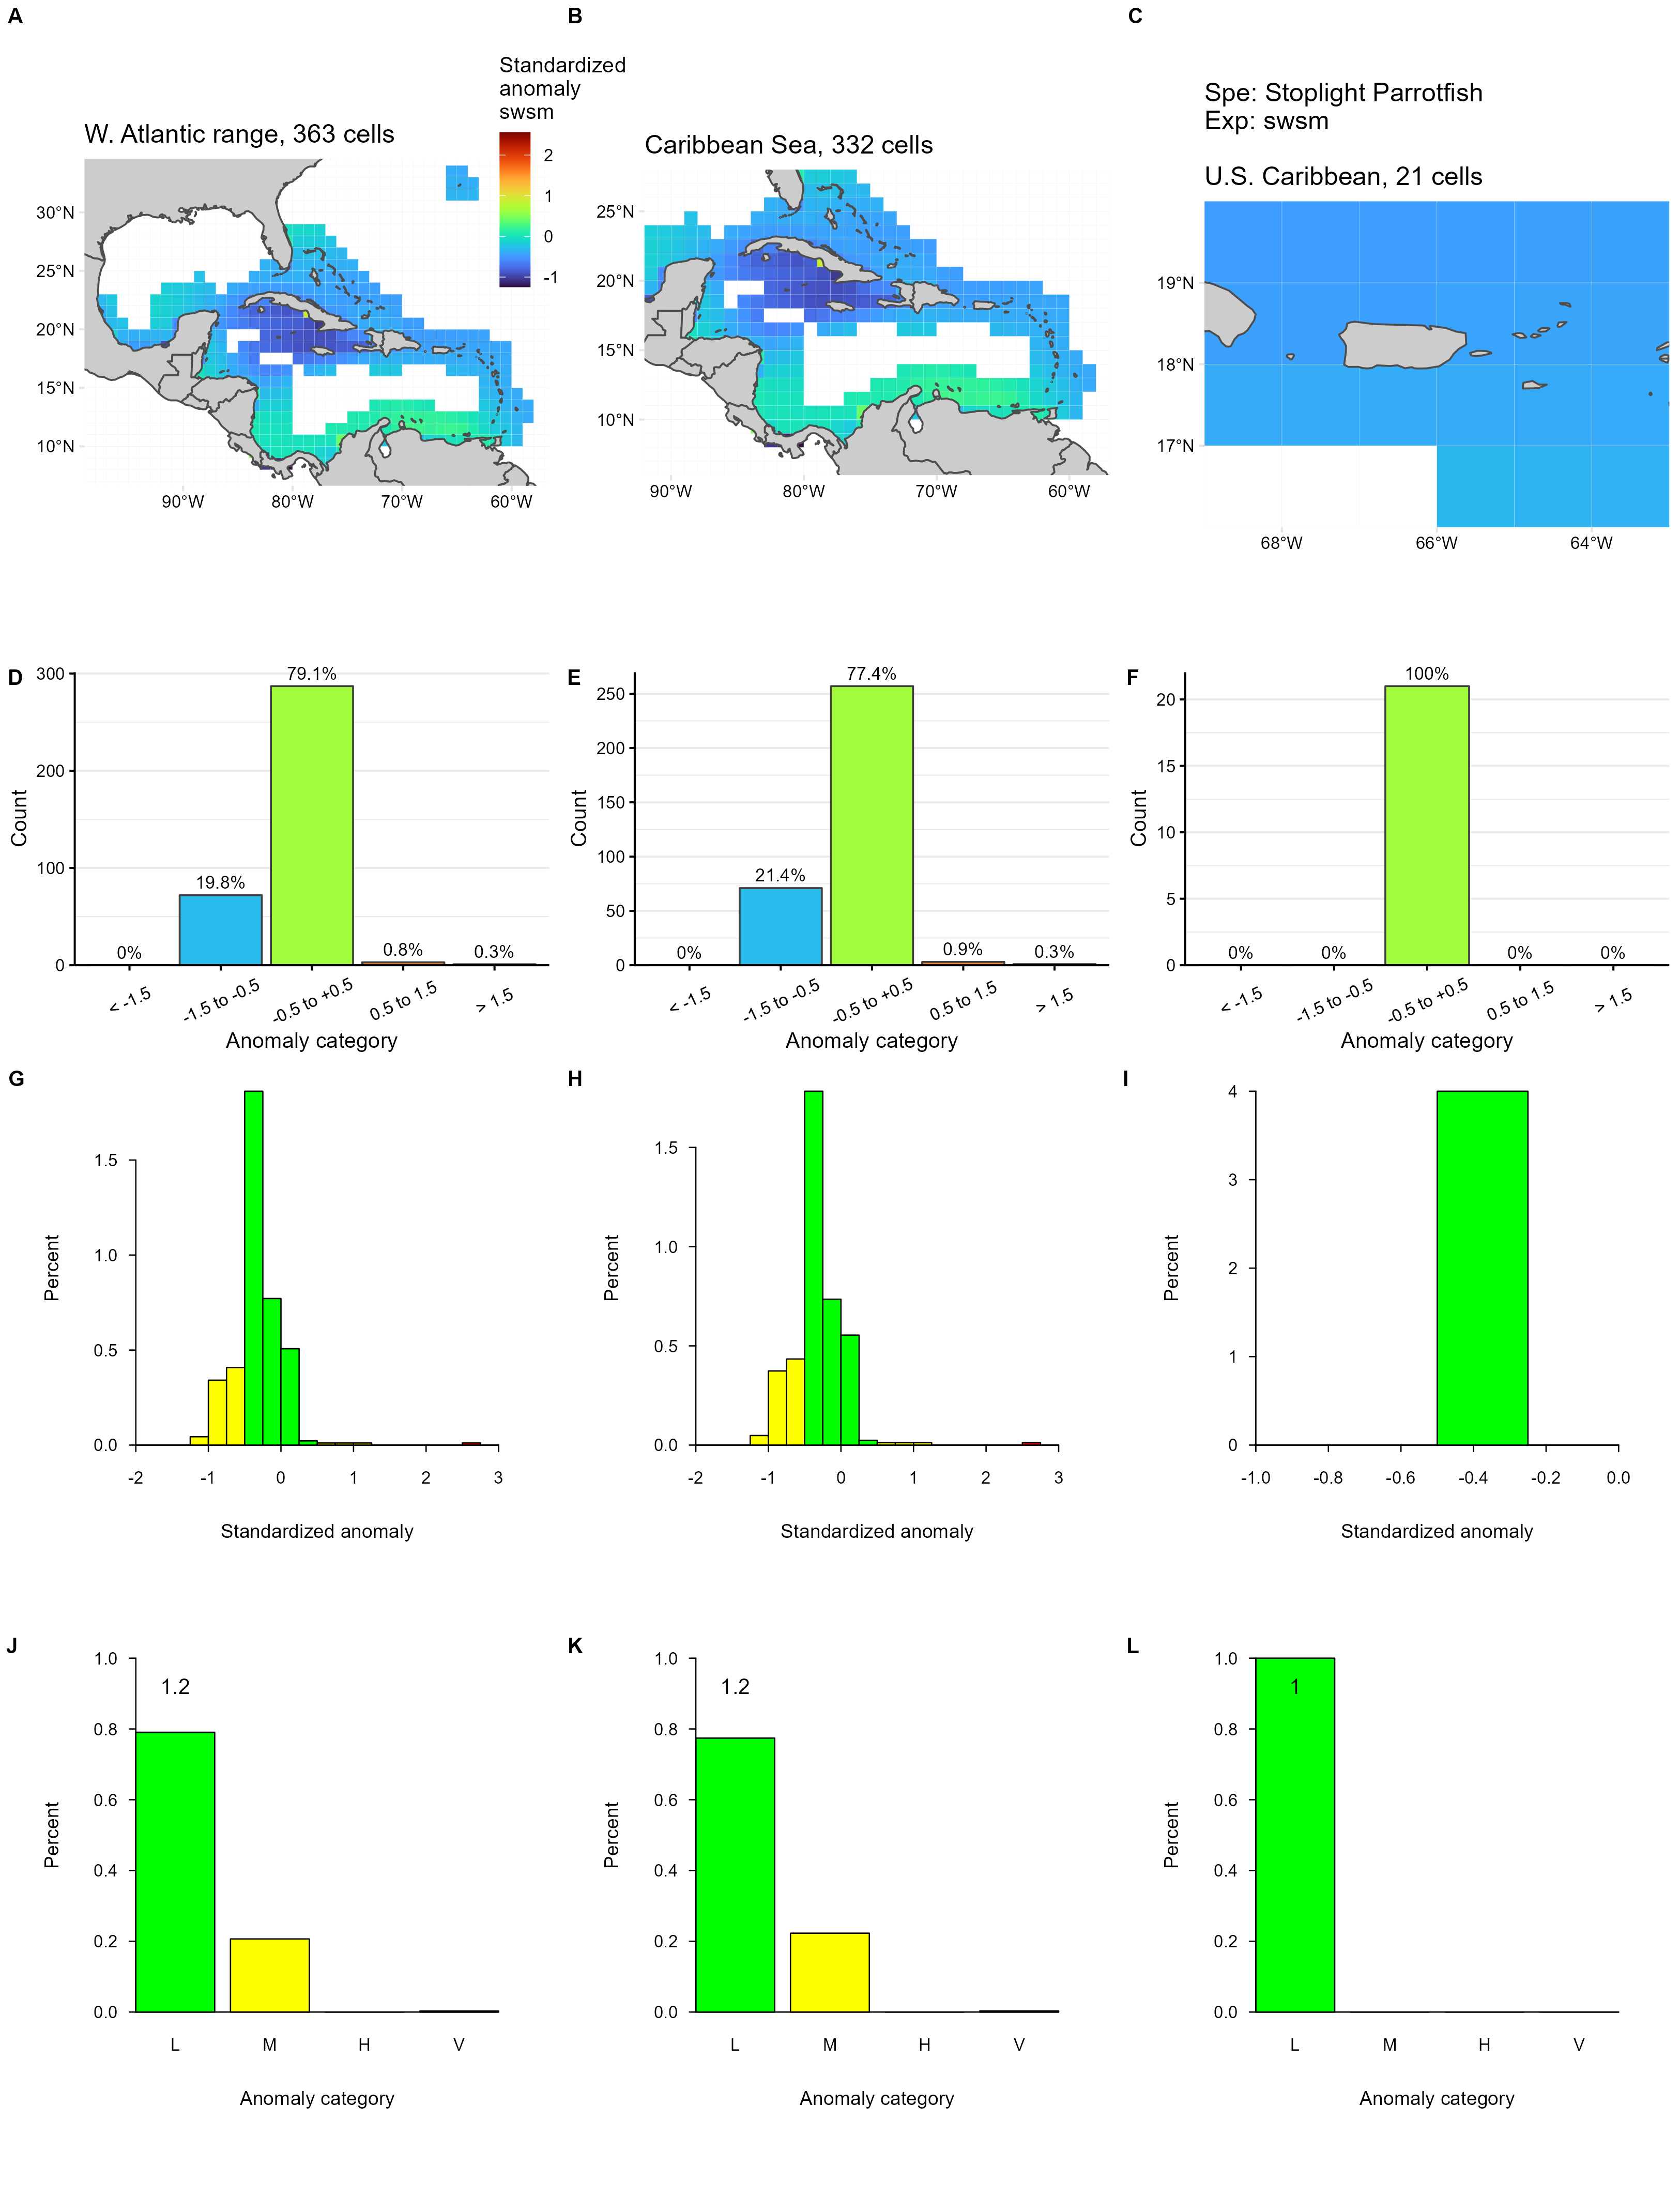 A
B
C
Standardized
anomaly
swsm
2
1
0
-1
W. Atlantic range, 363 cells
30°N
25°N
20°N
15°N
10°N
90°W
80°W
70°W
60°W
Caribbean Sea, 332 cells
25°N
20°N
15°N
10°N
90°W
80°W
70°W
60°W
Spe: Stoplight Parrotfish
Exp: swsm
U.S. Caribbean, 21 cells
19°N
18°N
17°N
68°W
66°W
64°W
D
Count
300
200
100
0
0%
19.8%
79.1%
0.8%
0.3%
< -1.5
-1.5 to -0.5
-0.5 to +0.5
0.5 to 1.5
> 1.5
Anomaly category
E
Count
250
200
150
100
50
0
0%
21.4%
77.4%
0.9%
0.3%
< -1.5
-1.5 to -0.5
-0.5 to +0.5
0.5 to 1.5
> 1.5
Anomaly category
F
Count
20
15
10
5
0
0%
0%
100%
0%
0%
< -1.5
-1.5 to -0.5
-0.5 to +0.5
0.5 to 1.5
> 1.5
Anomaly category
G
Percent
1.5
1.0
0.5
0.0
-2
-1
0
1
2
3
Standardized anomaly
H
Percent
1.5
1.0
0.5
0.0
-2
-1
0
1
2
3
Standardized anomaly
I
Percent
4
3
2
1
0
-1.0
-0.8
-0.6
-0.4
-0.2
0.0
Standardized anomaly
J
Percent
1.0
0.8
0.6
0.4
0.2
0.0
1.2
L
M
H
V
Anomaly category
K
Percent
1.0
0.8
0.6
0.4
0.2
0.0
1.2
L
M
H
V
Anomaly category
L
Percent
1.0
0.8
0.6
0.4
0.2
0.0
1
L
M
H
V
Anomaly category